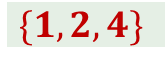 {1, 2, 4}